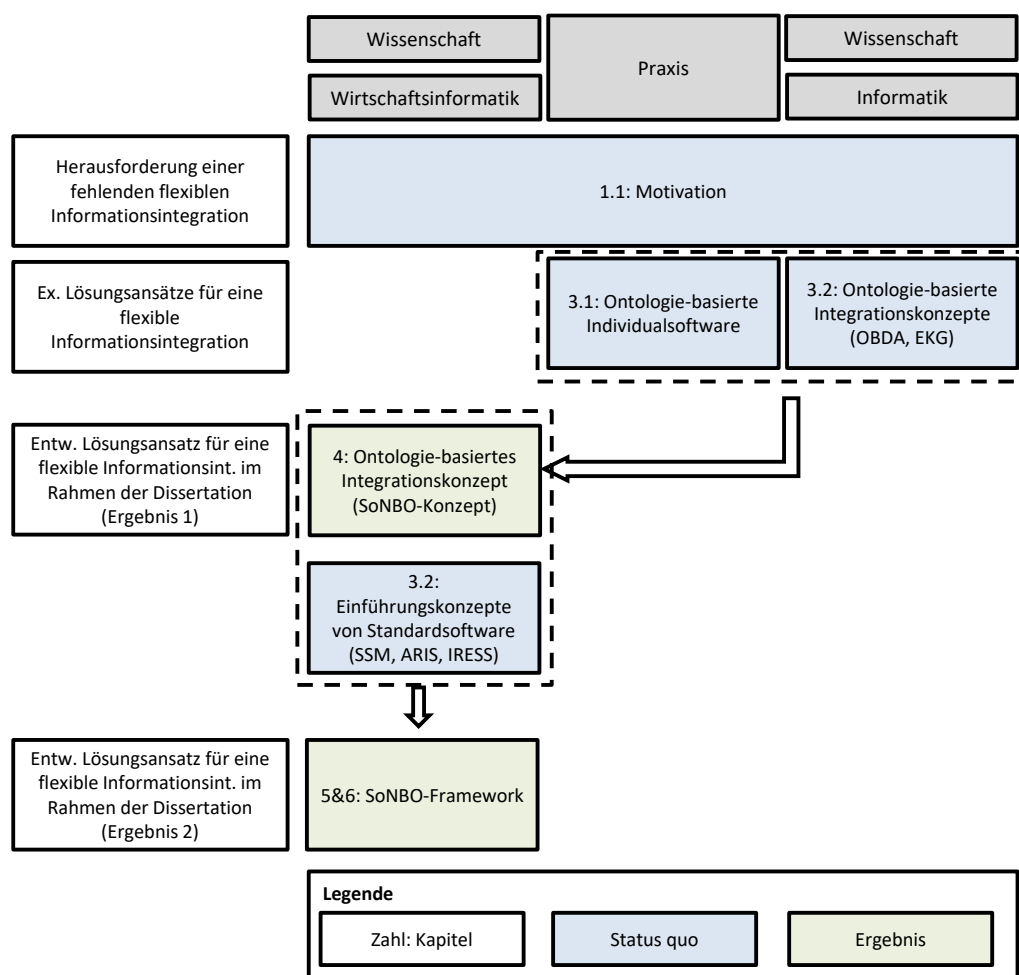 Wissenschaft
Praxis
Wissenschaft
Wirtschaftsinformatik
Informatik
Herausforderung einer
fehlenden flexiblen
Informationsintegration
1.1: Motivation
Ex. Lösungsansätze für eine
flexible
Informationsintegration
3.1: Ontologie-basierte
Individualsoftware
3.2: Ontologie-basierte
Integrationskonzepte
(OBDA, EKG)
Entw. Lösungsansatz für eine
flexible Informationsint. im
Rahmen der Dissertation
(Ergebnis 1)
4: Ontologie-basiertes
Integrationskonzept
(SoNBO-Konzept)
3.2:
Einführungskonzepte
von Standardsoftware
(SSM, ARIS, IRESS)
Entw. Lösungsansatz für eine
flexible Informationsint. im
Rahmen der Dissertation
(Ergebnis 2)
5&6: SoNBO-Framework
Legende
Zahl: Kapitel
Status quo
Ergebnis